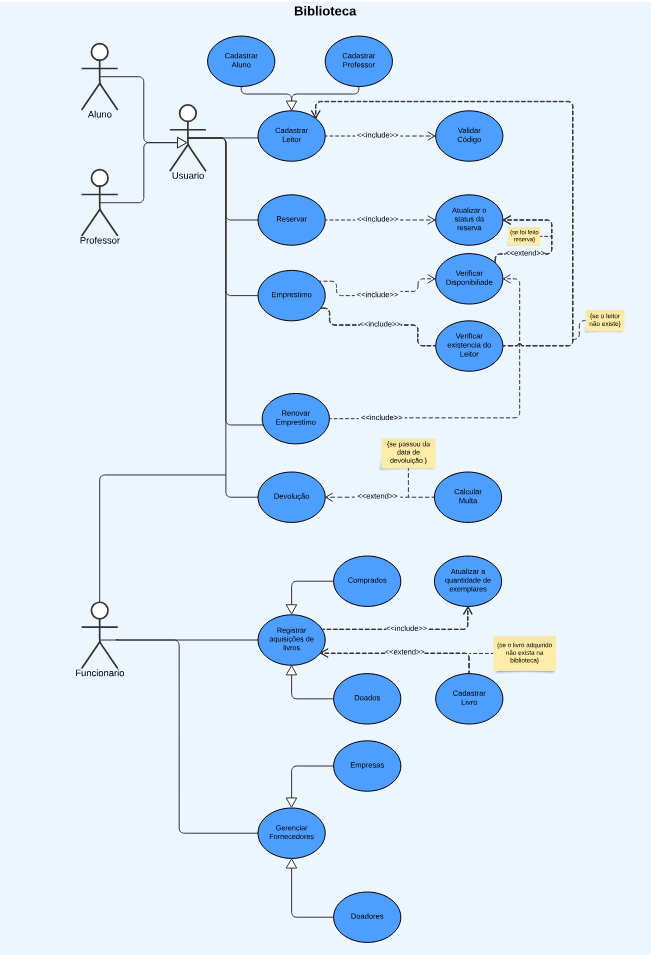 Biblioteca
Cadastrar
Aluno
Cadastrar
Professor
Aluno
Usuario
Cadastrar
Leitor
<<include>>
Validar
Código
Professor
Reservar
<<include>>
Atualizar o
status da
reserva
{se foi feito
reserva}
<<extend>>
Emprestimo
<<include>>
Verificar
Disponibiliade
<<include>>
Verificar
existencia do
Leitor
{se o leitor
não existe}
Renovar
Emprestimo
<<include>>
{se passou da
data de
devoluição }
Devolução
<<extend>>
Calcular
Multa
Comprados
Atualizar a
quantidade de
exemplares
Funcionario
Registrar
aquisições de
livros
<<include>>
<<extend>>
{se o livro adquirido
não exista na
biblioteca}
Doados
Cadastrar
Livro
Empresas
Gerenciar
Fornecedores
Doadores